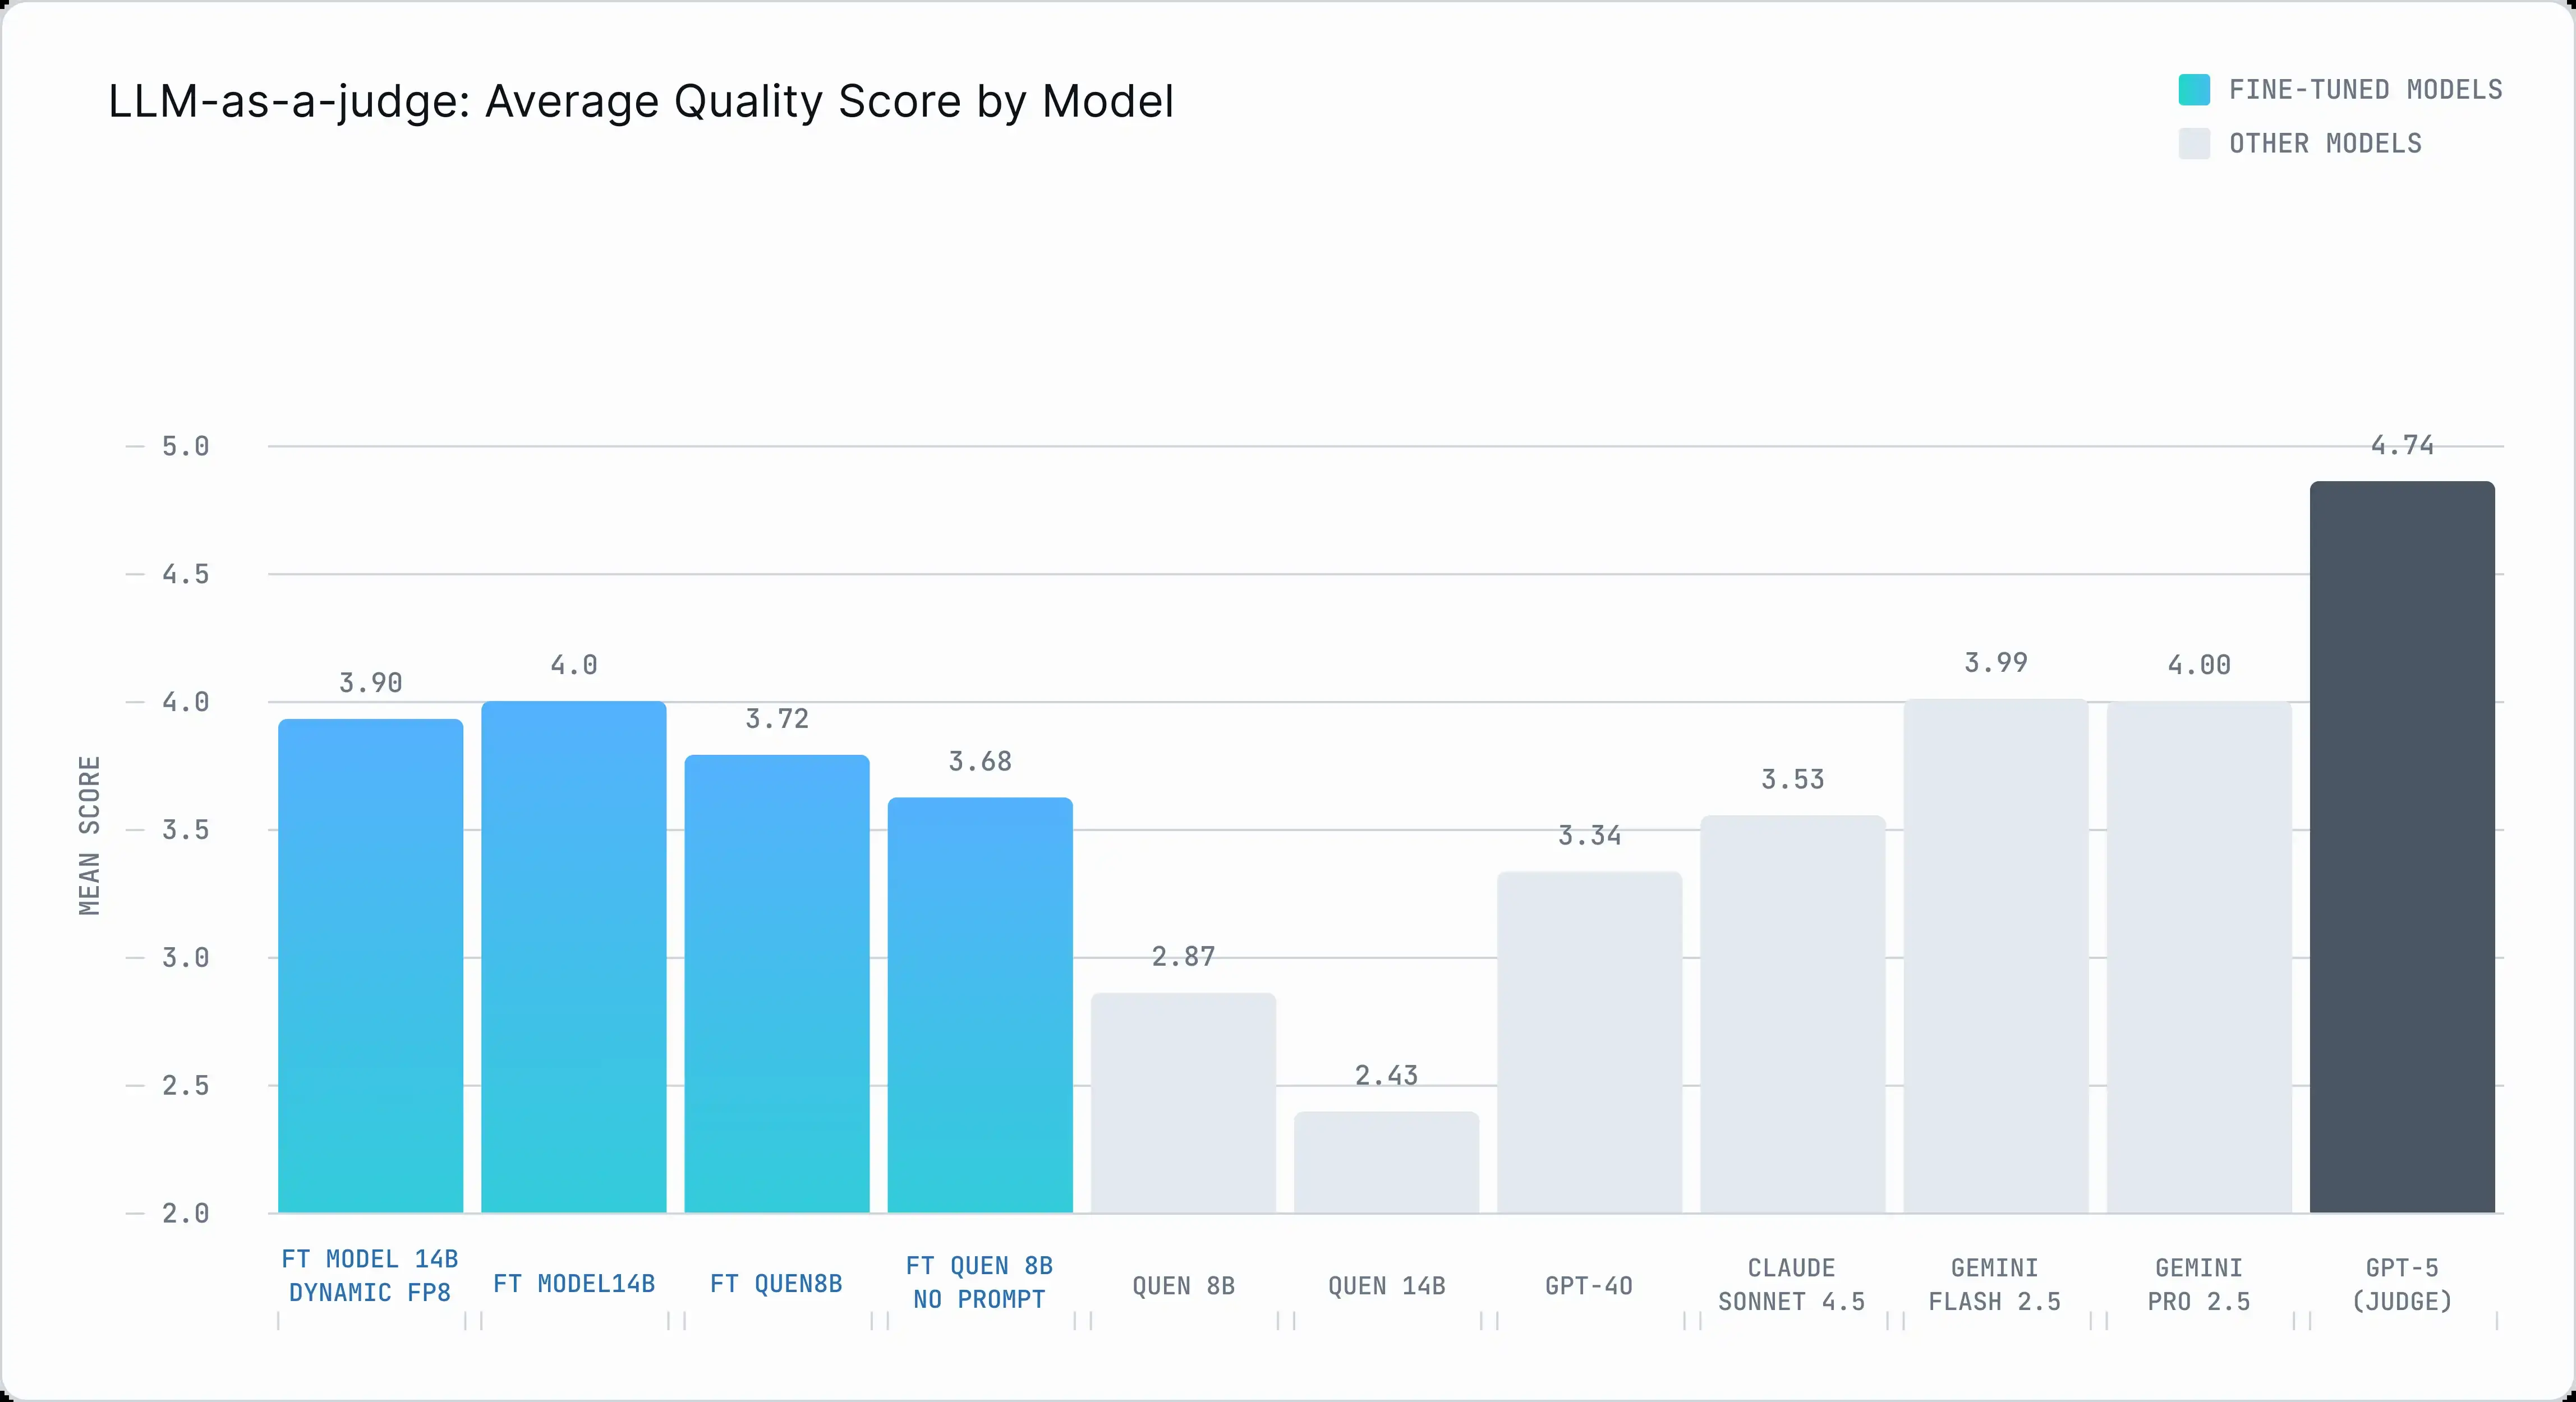 LLM-as-a-judge: Average Quality Score by Model
FINE-TUNED MODELS
OTHER MODELS
MEAN SCORE
5.0
4.5
4.0
3.5
3.0
2.5
2.0
3.90
4.0
3.72
3.68
2.87
2.43
3.34
3.53
3.99
4.00
4.74
FT MODEL 14B
DYNAMIC FP8
FT MODEL14B
FT QUEN8B
FT QUEN 8B
NO PROMPT
QUEN 8B
QUEN 14B
GPT-4O
CLAUDE
SONNET 4.5
GEMINI
FLASH 2.5
GEMINI
PRO 2.5
GPT-5
(JUDGE)